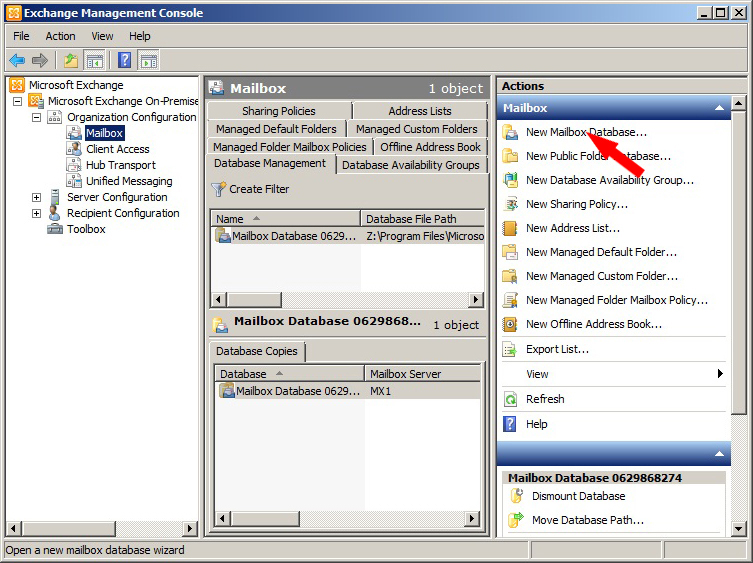 Exchange Management Console
File Action View Help
Microsoft Exchange
Microsoft Exchange On-Premise
Organization Configuration
Mailbox
Client Access
Hub Transport
Unified Messaging
Server Configuration
Recipient Configuration
Toolbox
Mailbox 1 object
Sharing Policies Address Lists
Managed Default Folders Managed Custom Folders
Managed Folder Mailbox Policies Offline Address Book
Database Management Database Availability Groups
Create Filter
Name Database File Path
Mailbox Database 0629... Z:\Program Files\Microso
Mailbox Database 0629868... 1 object
Database Copies
Database Mailbox Server
Mailbox Database 0629... MX1
Actions
Mailbox
New Mailbox Database...
New Public Folder Database...
New Database Availability Group...
New Sharing Policy...
New Address List...
New Managed Default Folder...
New Managed Custom Folder...
New Managed Folder Mailbox Policy...
New Offline Address Book...
Export List...
View
Refresh
Help
Mailbox Database 0629868274
Dismount Database
Move Database Path...
Open a new mailbox database wizard